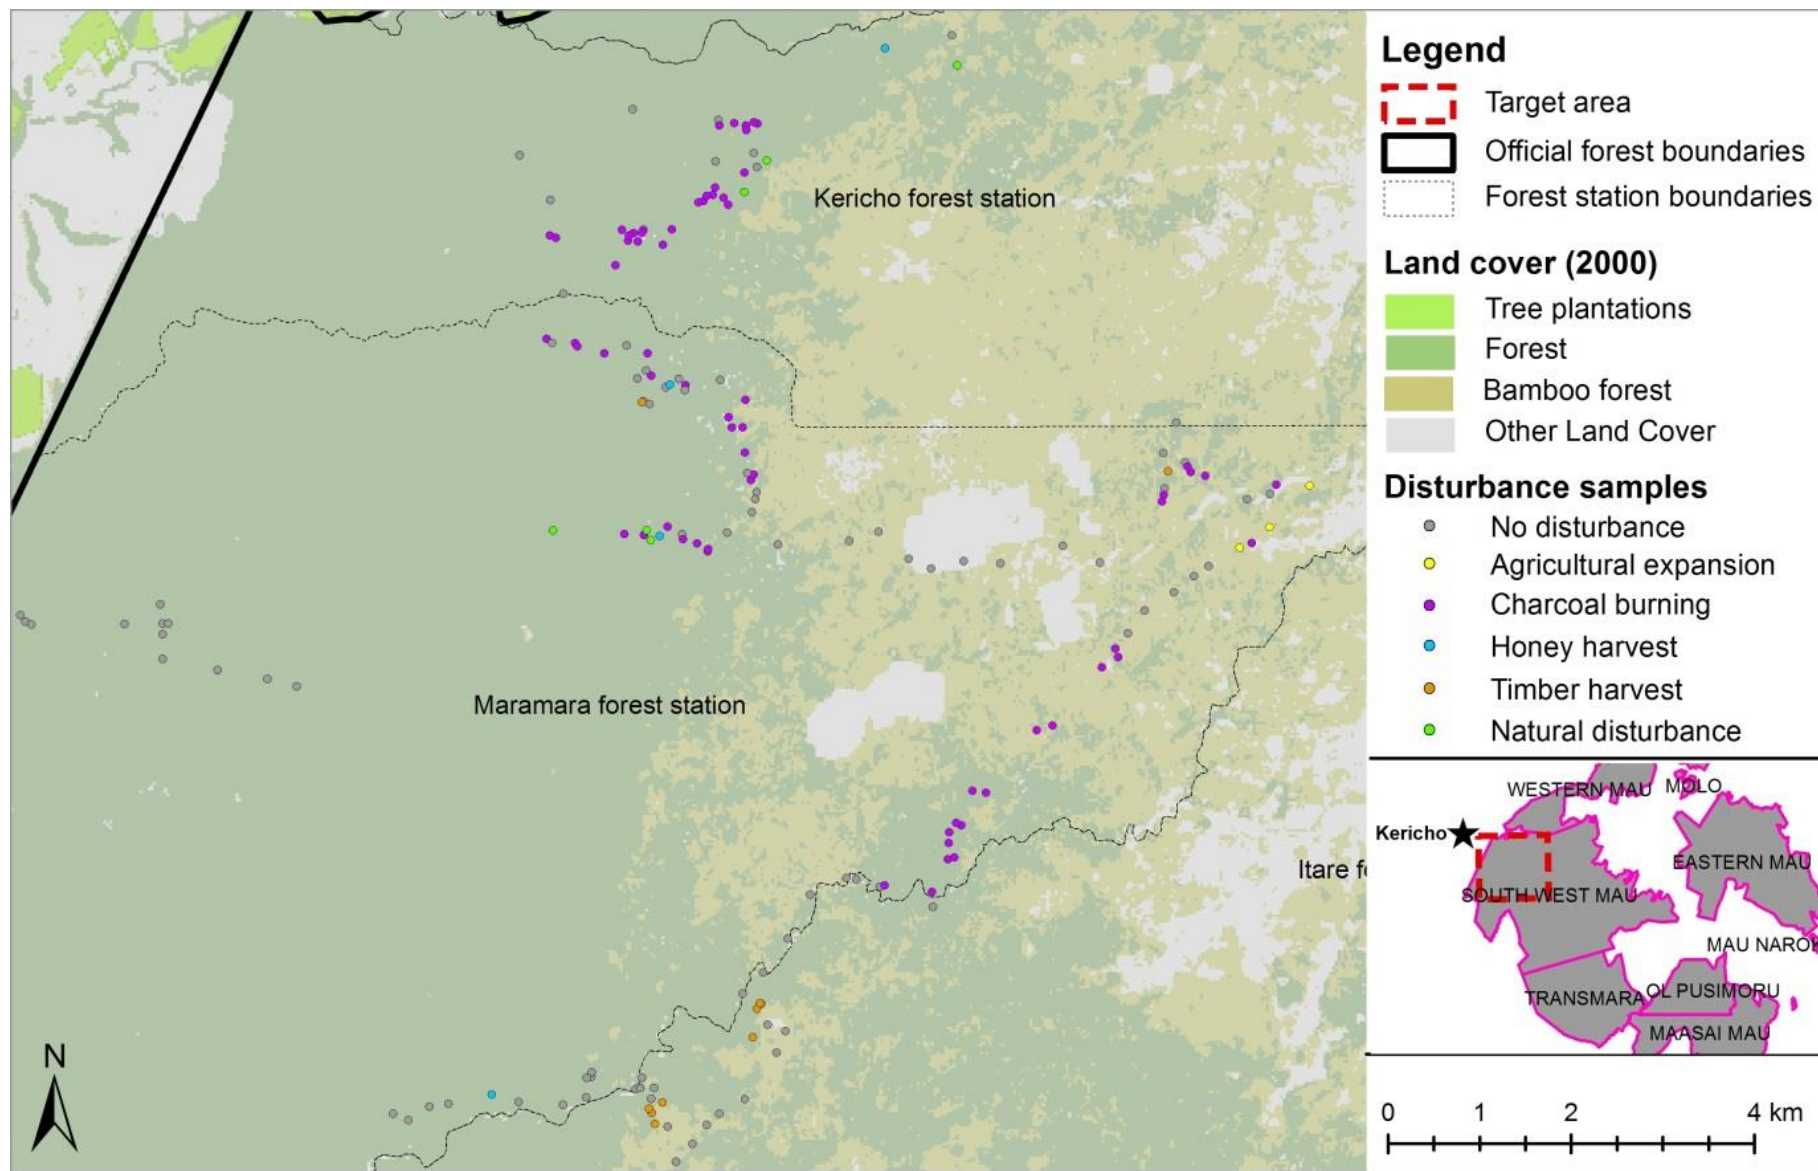 Kericho forest station
Maramara forest station
Itare fo
N
Legend
Target area
Official forest boundaries
Forest station boundaries
Land cover (2000)
Tree plantations
Forest
Bamboo forest
Other Land Cover
Disturbance samples
No disturbance
Agricultural expansion
Charcoal burning
Honey harvest
Timber harvest
Natural disturbance
WESTERN MAU
MOLO
Kericho
EASTERN MAU
SOUTH WEST MAU
MAU NAROK
TRANSMARA
OL PUSIMORU
MAASAI MAU
0 1 2 4 km